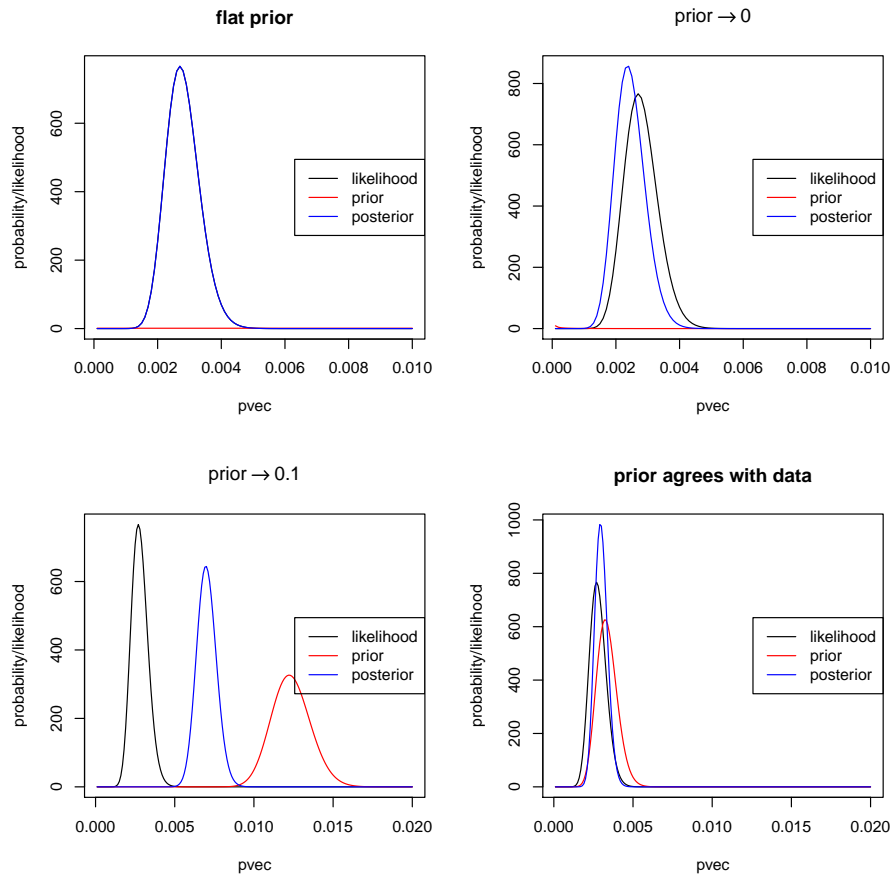 flat prior
probability/likelihood
600
400
200
0
likelihood
prior
posterior
0.000 0.002 0.004 0.006 0.008 0.010
pvec
prior → 0
probability/likelihood
800
600
400
200
0
likelihood
prior
posterior
0.000 0.002 0.004 0.006 0.008 0.010
pvec
prior → 0.1
probability/likelihood
600
400
200
0
likelihood
prior
posterior
0.000 0.005 0.010 0.015 0.020
pvec
prior agrees with data
probability/likelihood
1000
800
600
400
200
0
likelihood
prior
posterior
0.000 0.005 0.010 0.015 0.020
pvec